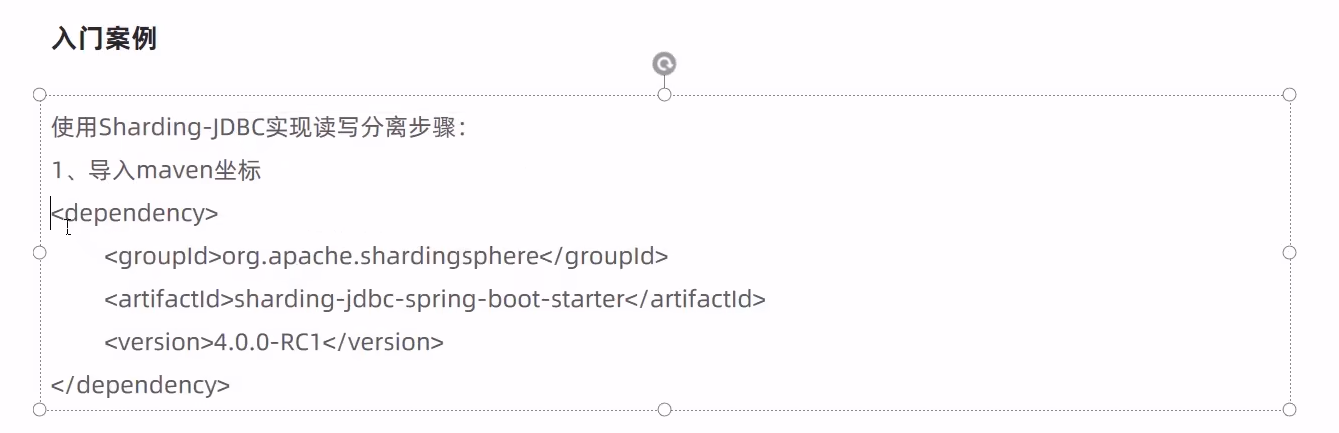 入门案例
使用Sharding-JDBC实现读写分离步骤：
1、导入maven坐标
<dependency>
<groupId>org.apache.shardingsphere</groupId>
<artifactId>sharding-jdbc-spring-boot-starter</artifactId>
<version>4.0.0-RC1</version>
</dependency>